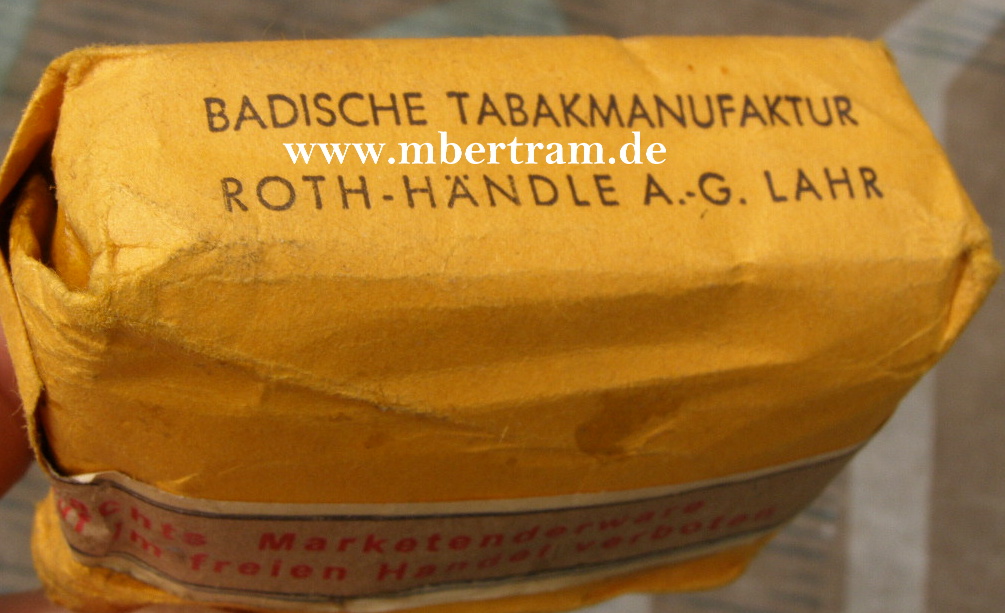 BADISCHE TABAKMANUFAKTUR
www.mbertram.de
ROTH-HÄNDLE A.-G. LAHR
Marketenderware
im freien Handel verboten